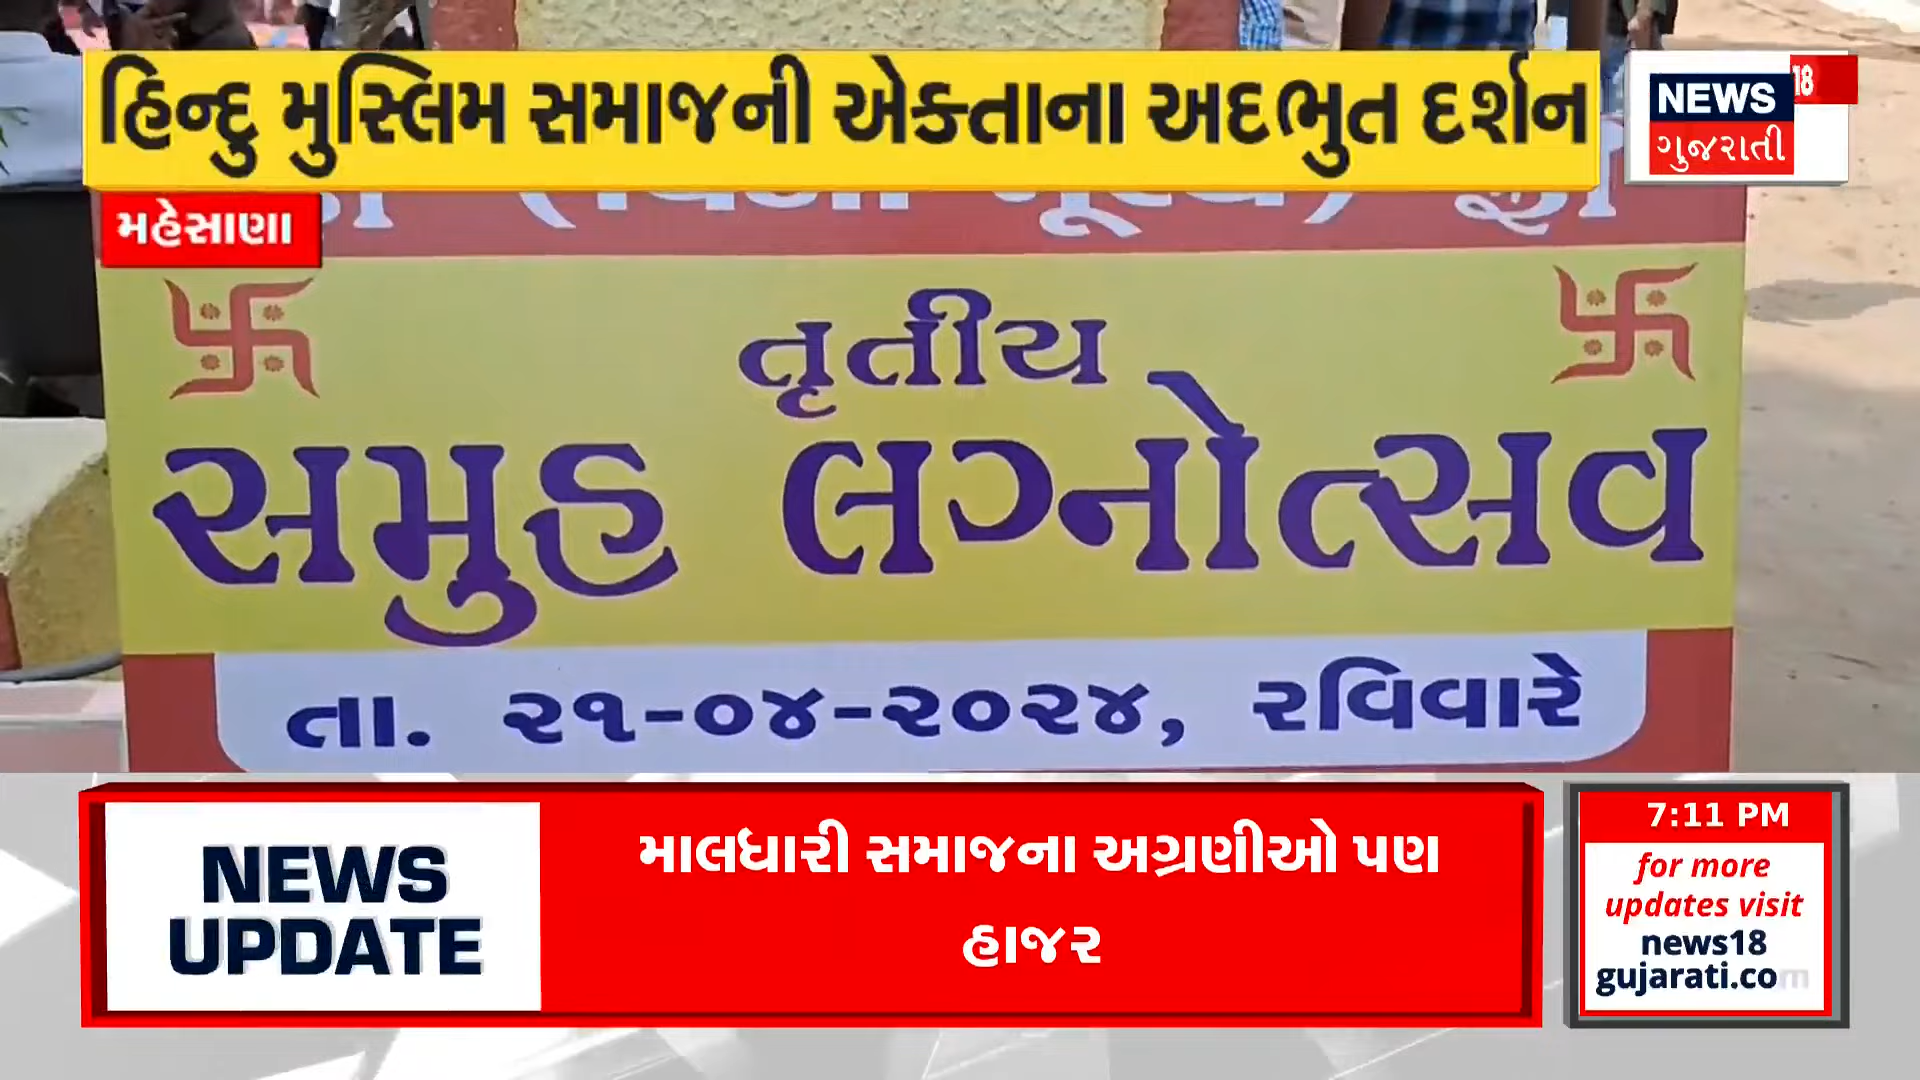 હિન્દુ મુસ્લિમ સમાજની એક્તાના અદભુત દર્શન
NEWS 18
ગુજરાતી
મહેસાણા
તૃતીય
સમુહ લગ્નોત્સવ
તા. ૨૧-૦૪-૨૦૨૪, રવિવારે
NEWS
UPDATE
માલધારી સમાજના અગ્રણીઓ પણ
હાજર
7:11 PM
for more
updates visit
news18
gujarati.com